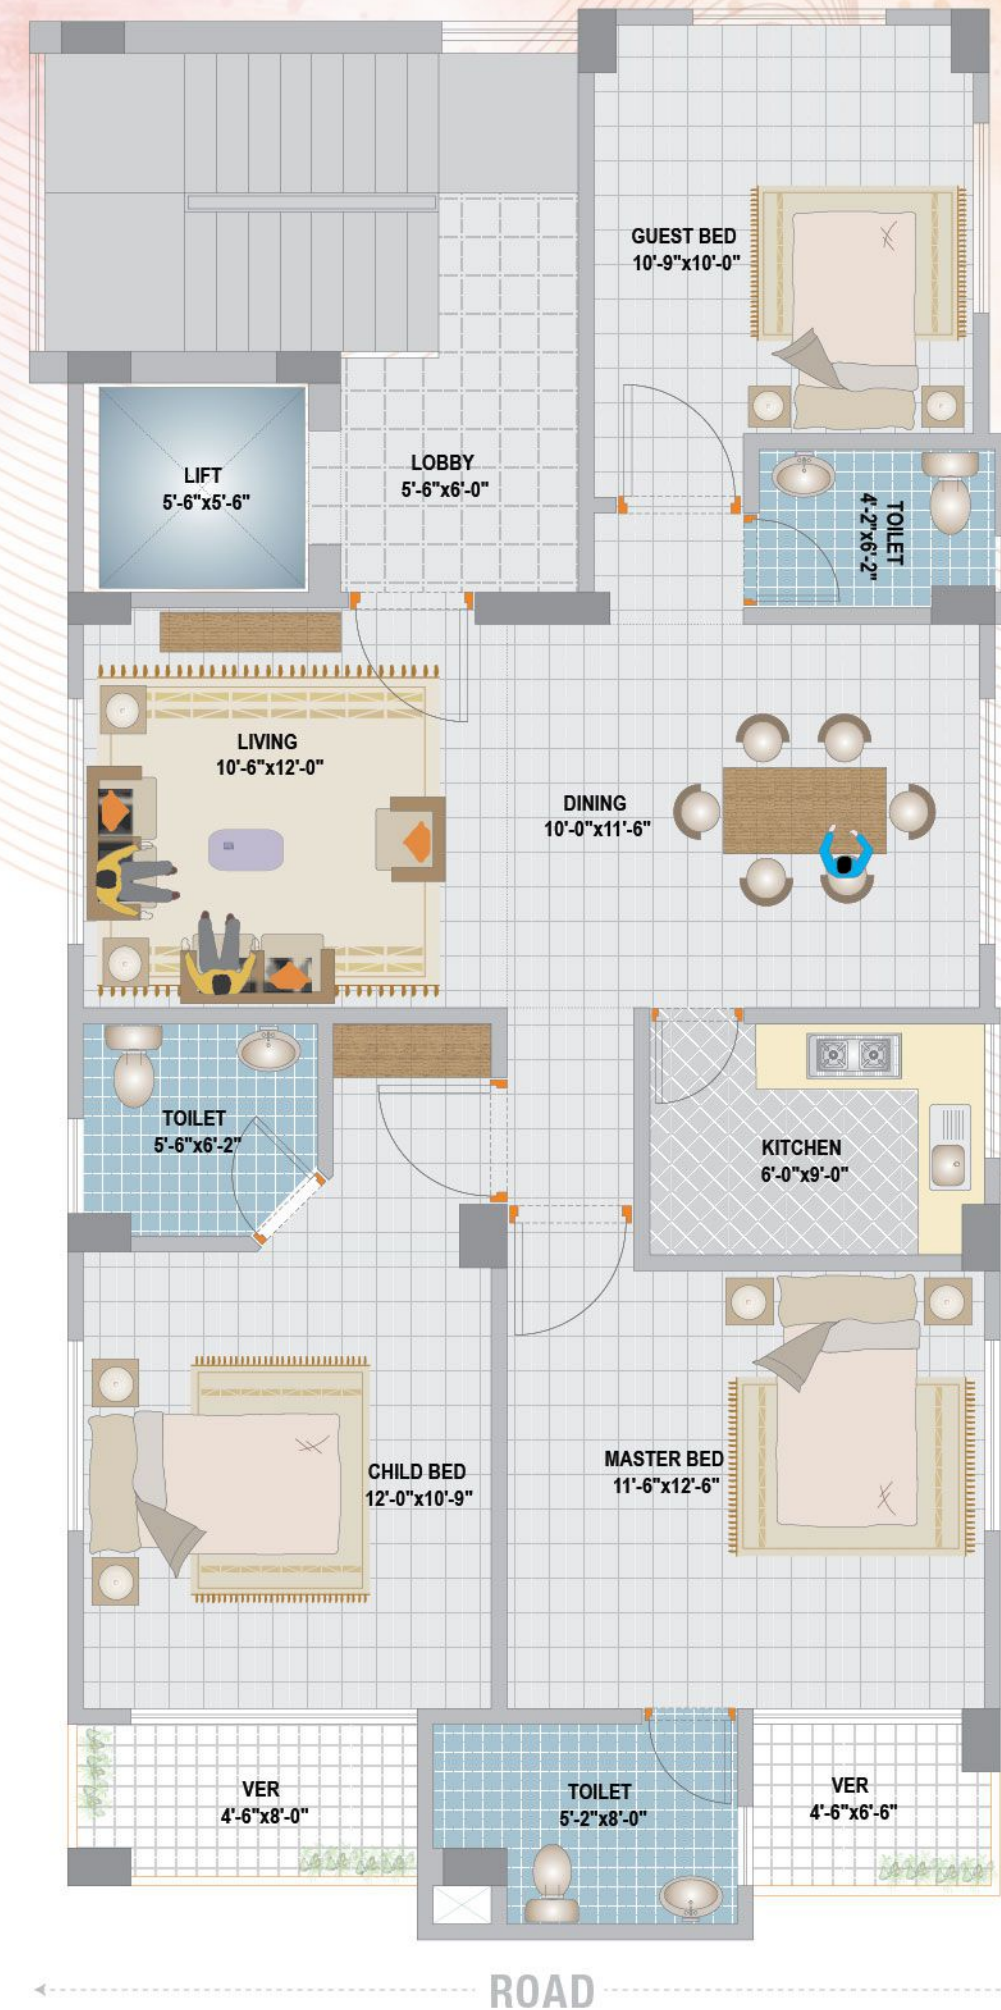 GUEST BED
10'-9"x10'-0"
LIFT
5'-6"x5'-6"
LOBBY
5'-6"x6'-0"
TOILET
4'-2"x6'-2"
LIVING
10'-6"x12'-0"
DINING
10'-0"x11'-6"
TOILET
5'-6"x6'-2"
KITCHEN
6'-0"x9'-0"
CHILD BED
12'-0"x10'-9"
MASTER BED
11'-6"x12'-6"
VER
4'-6"x8'-0"
TOILET
5'-2"x8'-0"
VER
4'-6"x6'-6"
ROAD